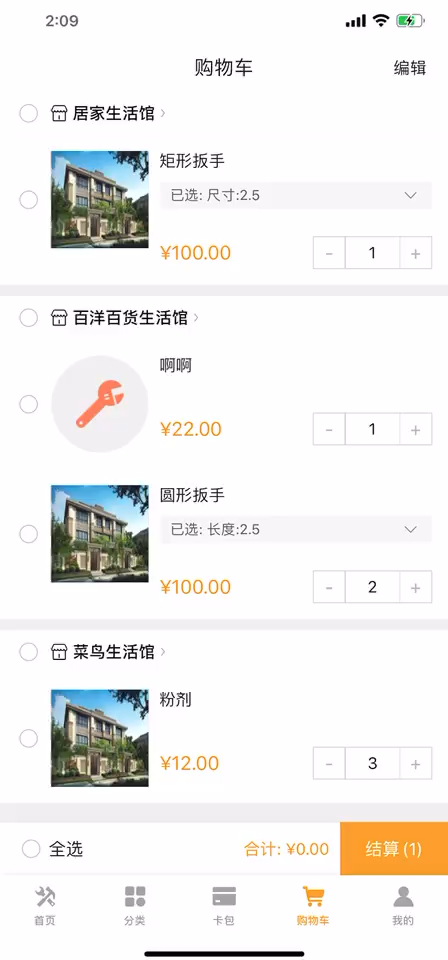 2:09
购物车
编辑
居家生活馆
矩形扳手
已选: 尺寸:2.5
¥100.00
- 1 +
百洋百货生活馆
啊啊
¥22.00
- 1 +
圆形扳手
已选: 长度:2.5
¥100.00
- 2 +
菜鸟生活馆
粉剂
¥12.00
- 3 +
全选
合计: ¥0.00
结算 (1)
首页
分类
卡包
购物车
我的